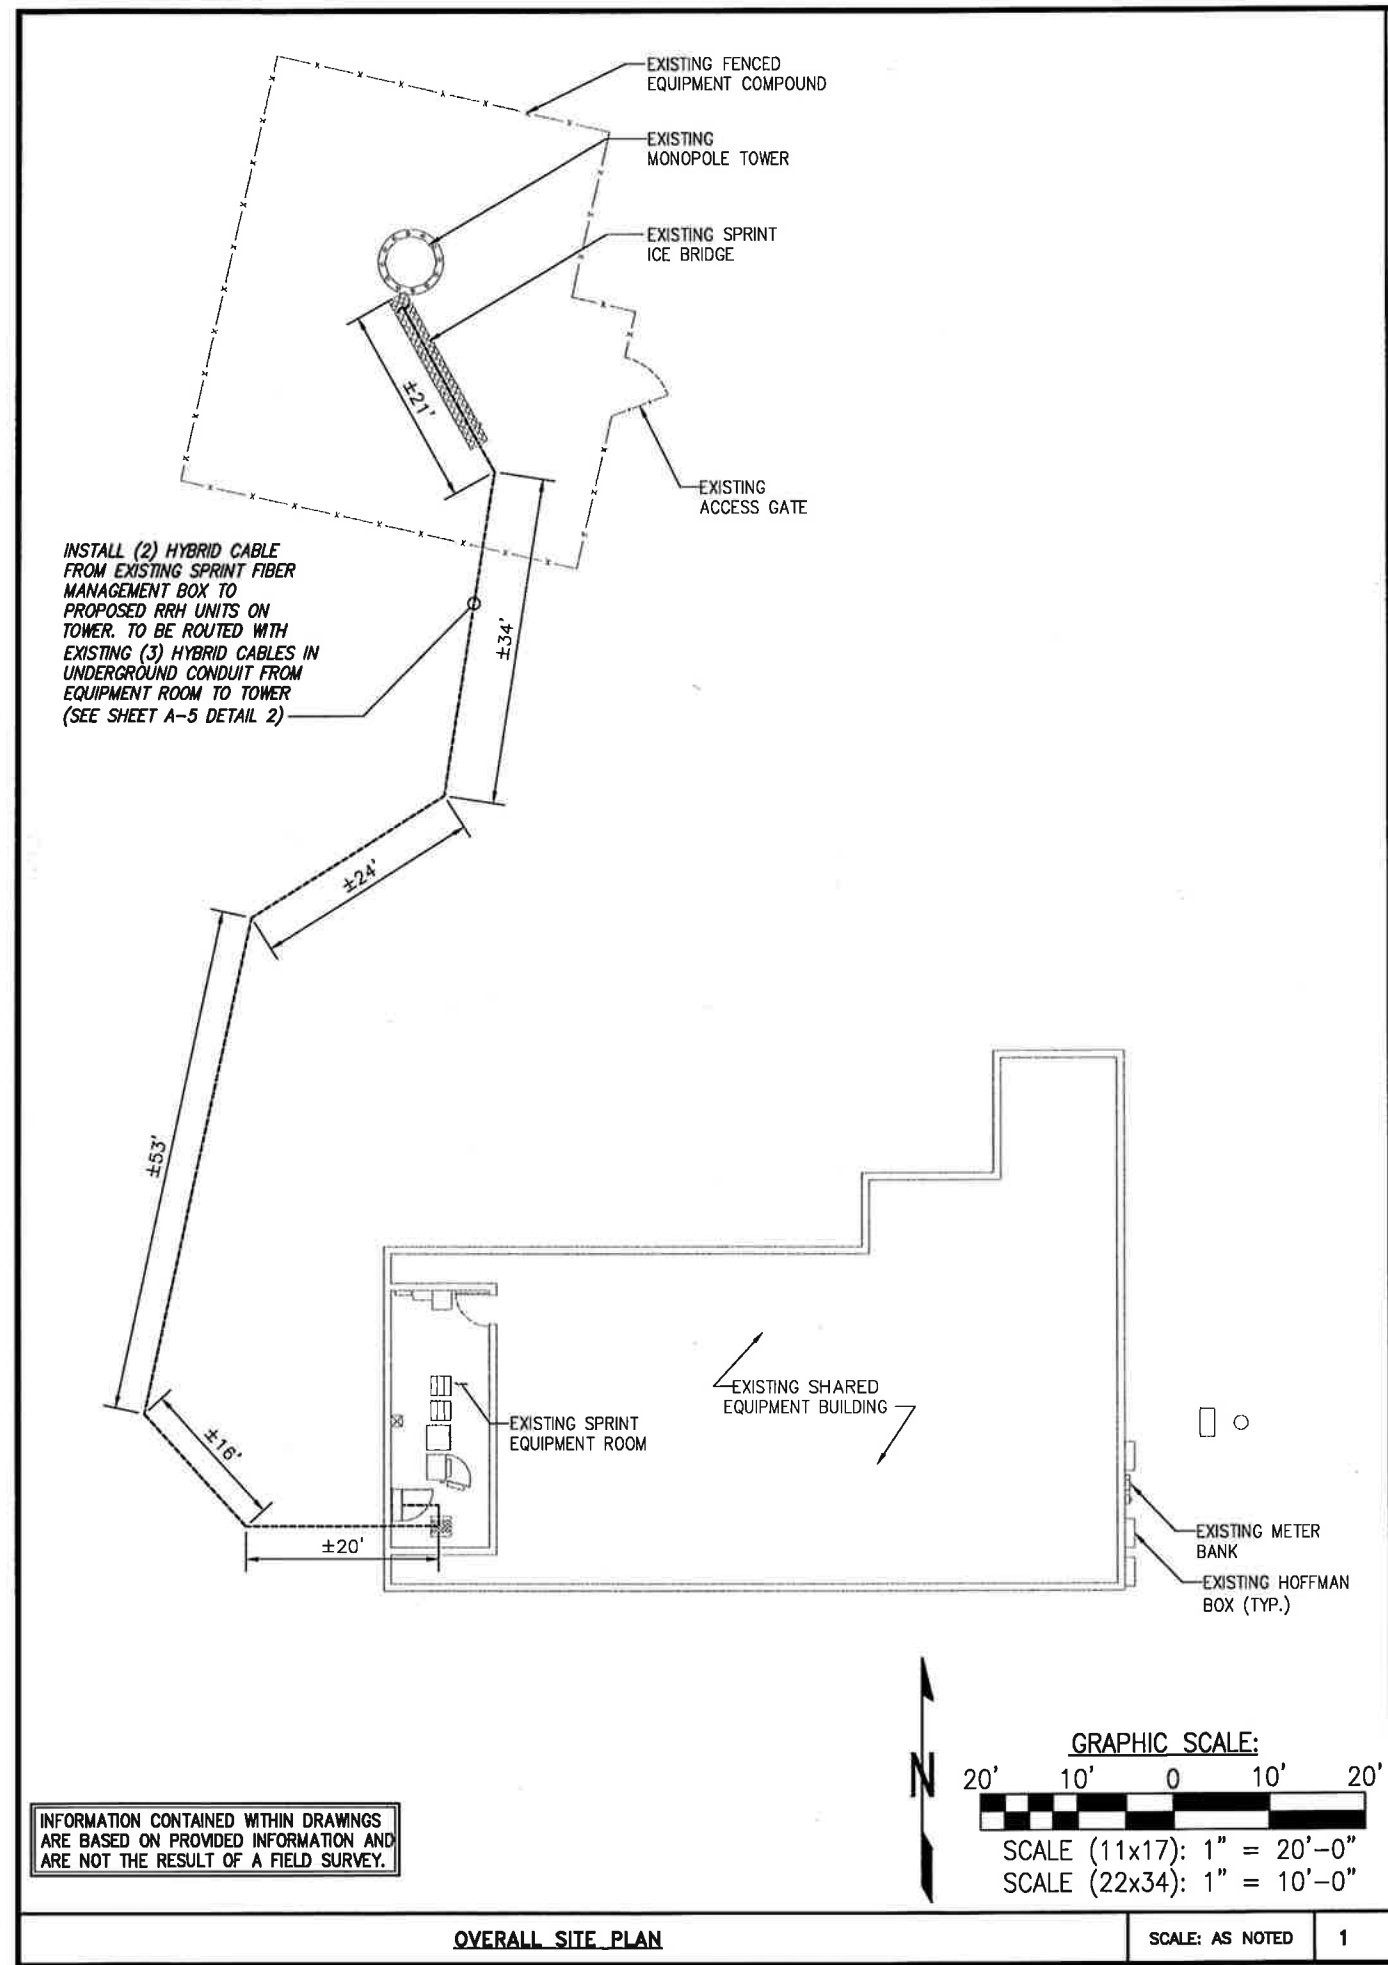 EXISTING FENCED
EQUIPMENT COMPOUND
EXISTING
MONOPOLE TOWER
EXISTING SPRINT
ICE BRIDGE
±21'
EXISTING
ACCESS GATE
INSTALL (2) HYBRID CABLE
FROM EXISTING SPRINT FIBER
MANAGEMENT BOX TO
PROPOSED RRH UNITS ON
TOWER. TO BE ROUTED WITH
EXISTING (3) HYBRID CABLES IN
UNDERGROUND CONDUIT FROM
EQUIPMENT ROOM TO TOWER
(SEE SHEET A-5 DETAIL 2)
±34'
±24'
±53'
±16'
±20'
EXISTING SPRINT
EQUIPMENT ROOM
EXISTING SHARED
EQUIPMENT BUILDING
EXISTING METER
BANK
EXISTING HOFFMAN
BOX (TYP.)
N
GRAPHIC SCALE:
20' 10' 0 10' 20'
SCALE (11x17): 1" = 20'-0"
SCALE (22x34): 1" = 10'-0"
INFORMATION CONTAINED WITHIN DRAWINGS
ARE BASED ON PROVIDED INFORMATION AND
ARE NOT THE RESULT OF A FIELD SURVEY.
OVERALL SITE PLAN
SCALE: AS NOTED
1